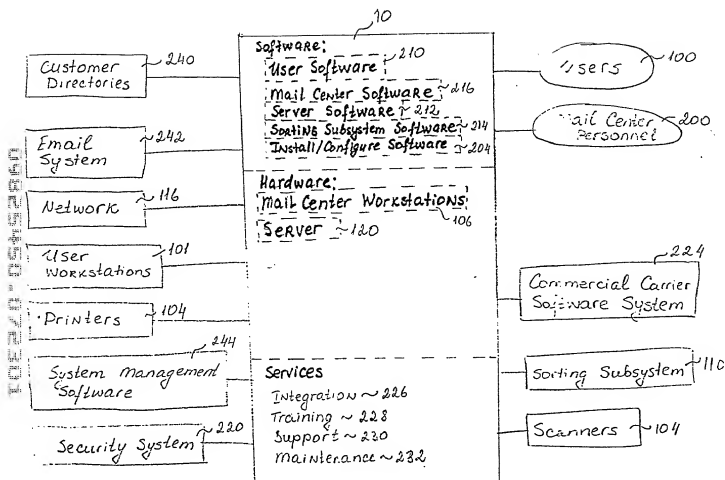 10
Customer Directories 240
Email System 242
Network 116
User Workstations 101
Printers 104
System Management Software 244
Security System 220
Software:
User Software 210
Mail Center Software 216
Server Software 212
Sorting Subsystem Software 214
Install/Configure Software 204
Hardware:
Mail Center Workstations 106
Server 120
Services
Integration ~ 226
Training ~ 228
Support ~ 230
Mainterance ~ 232
Users 100
Mail Center Personnel 200
Commercial Carrier Software System 224
Sorting Subsystem 110
Scanners 104